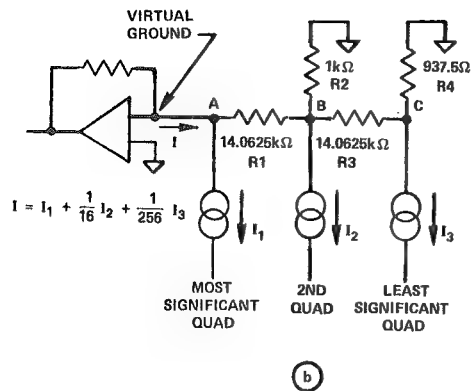 VIRTUAL
GROUND
1kΩ
R2
937.5Ω
R4
A
B
C
I
14.0625kΩ
R1
14.0625kΩ
R3
I = I₁ + 1/16 I₂ + 1/256 I₃
I₁
I₂
I₃
MOST
SIGNIFICANT
QUAD
2ND
QUAD
LEAST
SIGNIFICANT
QUAD
b